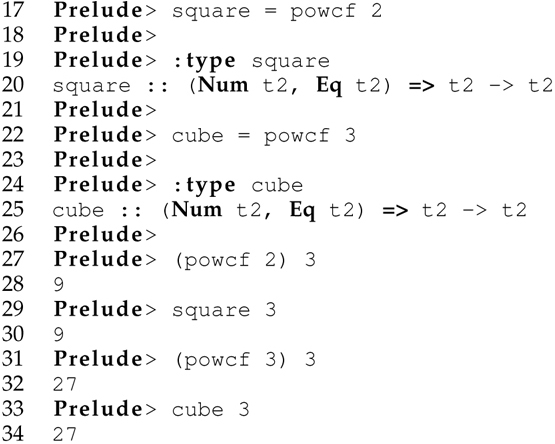 17 Prelude> square = powcf 2
18 Prelude>
19 Prelude> :type square
20 square :: (Num t2, Eq t2) => t2 -> t2
21 Prelude>
22 Prelude> cube = powcf 3
23 Prelude>
24 Prelude> :type cube
25 cube :: (Num t2, Eq t2) => t2 -> t2
26 Prelude>
27 Prelude> (powcf 2) 3
28 9
29 Prelude> square 3
30 9
31 Prelude> (powcf 3) 3
32 27
33 Prelude> cube 3
34 27